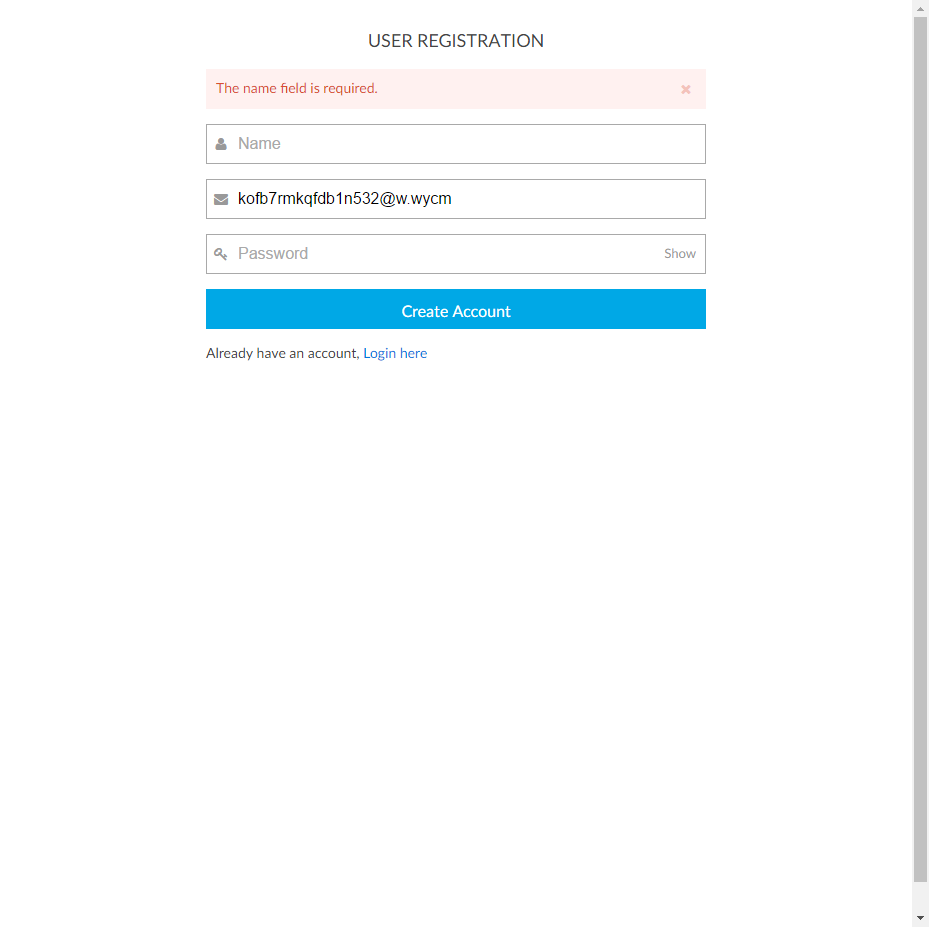 USER REGISTRATION
The name field is required.
Name
kofb7rmkqfdb1n532@w.wycm
Password Show
Create Account
Already have an account, Login here